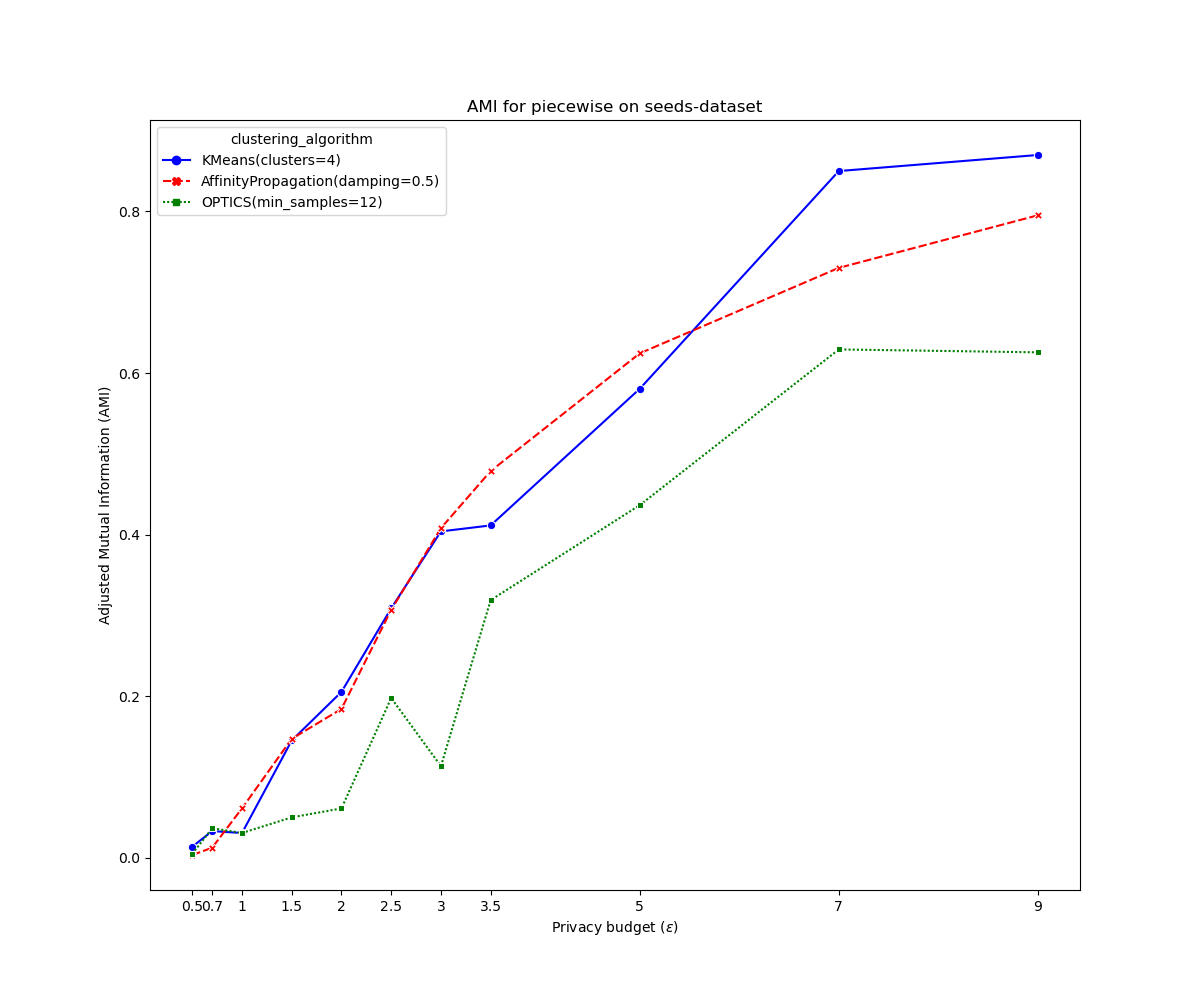 AMI for piecewise on seeds-dataset
clustering_algorithm
KMeans(clusters=4)
AffinityPropagation(damping=0.5)
OPTICS(min_samples=12)
Adjusted Mutual Information (AMI)
0.8
0.6
0.4
0.2
0.0
0.5 0.7 1 1.5 2 2.5 3 3.5 5 7 9
Privacy budget (ε)